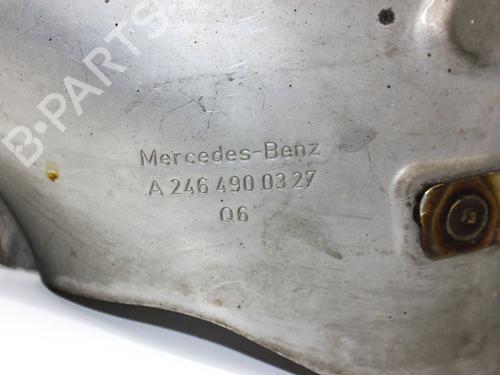 B-PARTS
Mercedes-Benz
A 246 490 03 27
Q6